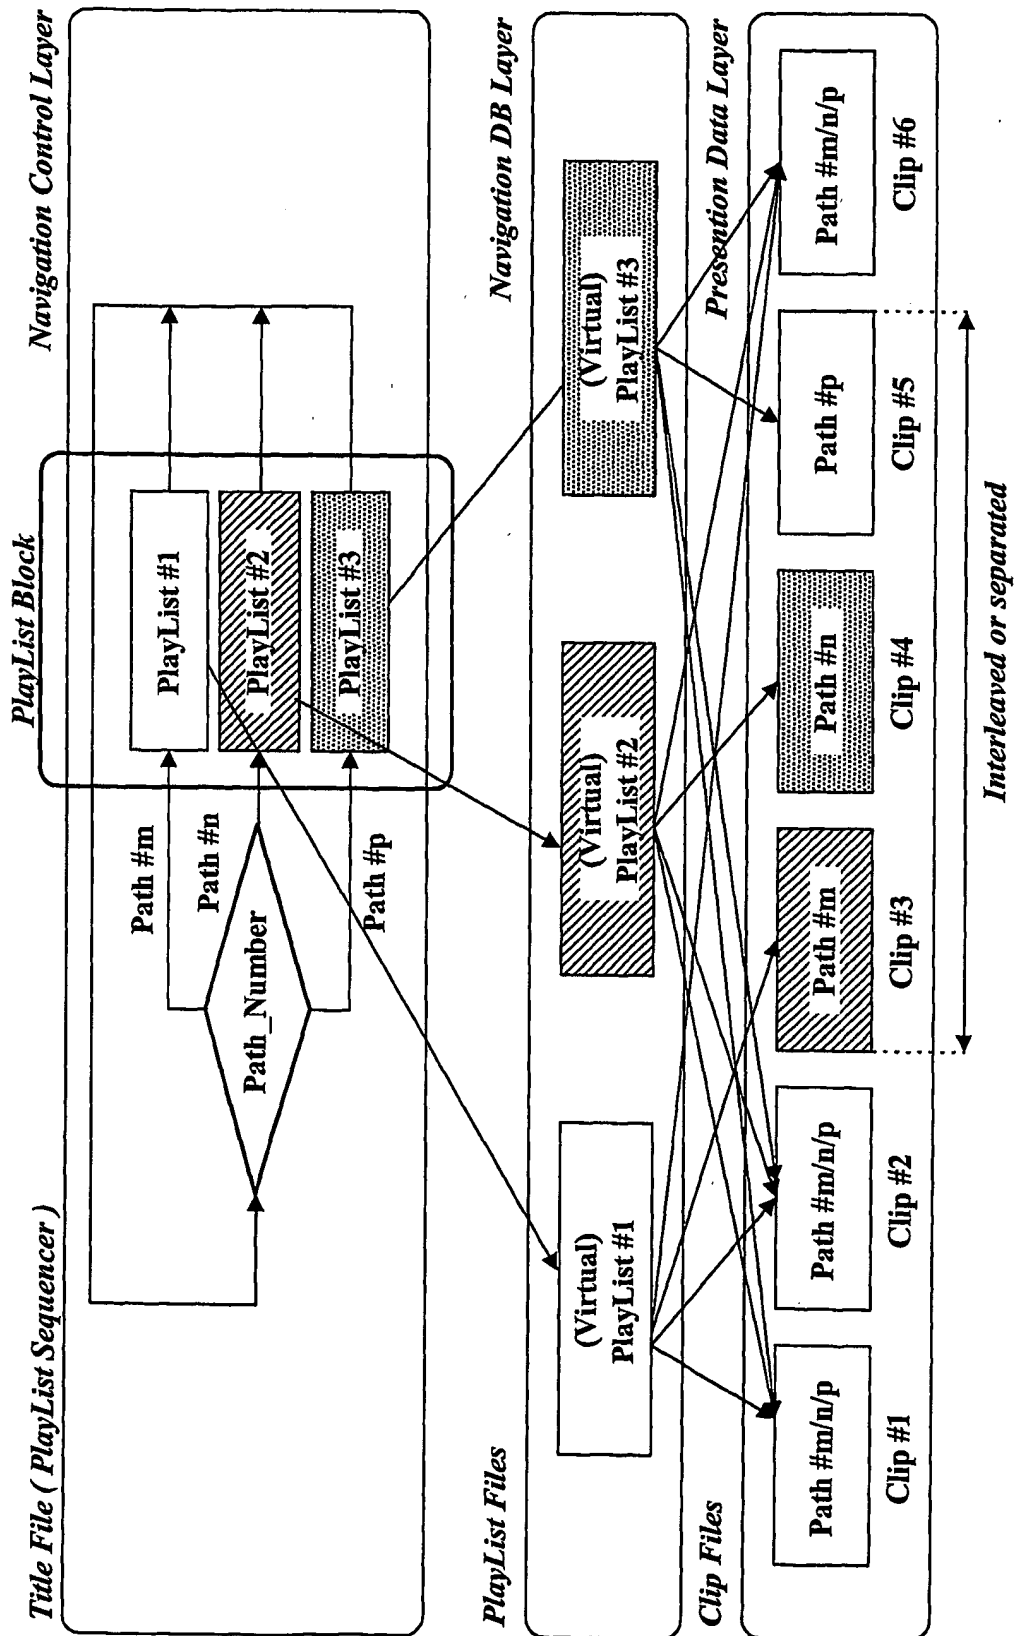 Title File ( PlayList Sequencer )
Navigation Control Layer
PlayList Block
Path_Number
Path #m
Path #n
Path #p
PlayList #1
PlayList #2
PlayList #3
PlayList Files
Navigation DB Layer
(Virtual)
PlayList #1
(Virtual)
PlayList #2
(Virtual)
PlayList #3
Clip Files
Presention Data Layer
Path #m/n/p
Path #m/n/p
Path #m
Path #n
Path #p
Path #m/n/p
Clip #1
Clip #2
Clip #3
Clip #4
Clip #5
Clip #6
Interleaved or separated